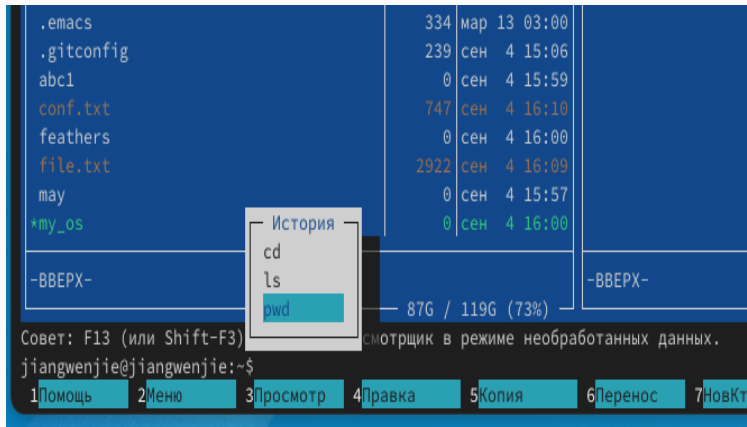 .emacs 334 мар 13 03:00
.gitconfig 239 сен 4 15:06
abc1 0 сен 4 15:59
conf.txt 747 сен 4 16:10
feathers 0 сен 4 16:00
file.txt 2922 сен 4 16:09
may 0 сен 4 15:57
*my_os 0 сен 4 16:00
История
cd
ls
pwd
-ВВЕРХ- -ВВЕРХ-
87G / 119G (73%)
Совет: F13 (или Shift-F3) смотрщик в режиме необработанных данных.
jiangwenjie@jiangwenjie:~$
1Помощь 2Меню 3Просмотр 4Правка 5Копия 6Перенос 7НовКт